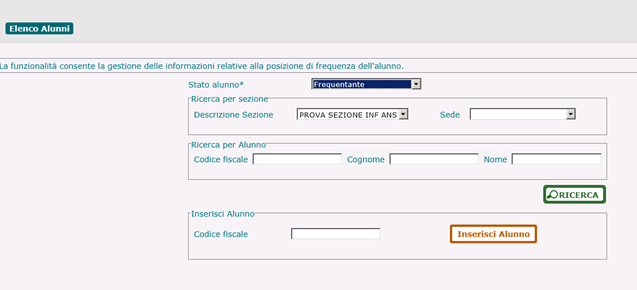 Elenco Alunni
La funzionalità consente la gestione delle informazioni relative alla posizione di frequenza dell'alunno.
Stato alunno* Frequentante
Ricerca per sezione
Descrizione Sezione PROVA SEZIONE INF ANS Sede
Ricerca per Alunno
Codice fiscale Cognome Nome
RICERCA
Inserisci Alunno
Codice fiscale Inserisci Alunno